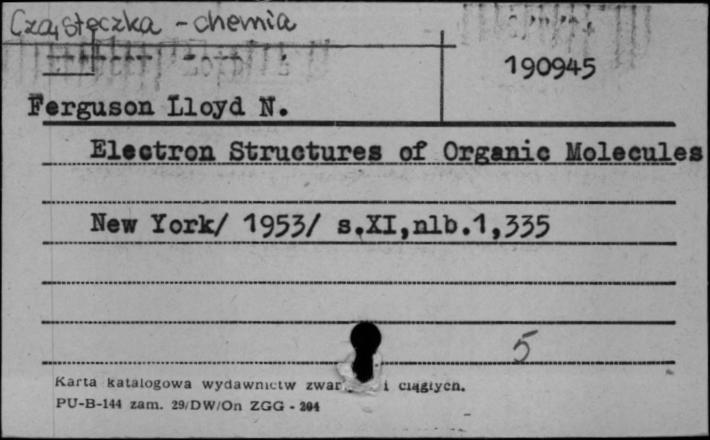 Cząsteczka - chemia
190945
Ferguson Lloyd N.
Electron Structures of Organic Molecules
New York/ 1953/ s.XI,nlb.1,335
5
Karta katalogowa wydawnictw i ciągłych.
PU-B-144 zam. 29/DW/On ZGG - 204